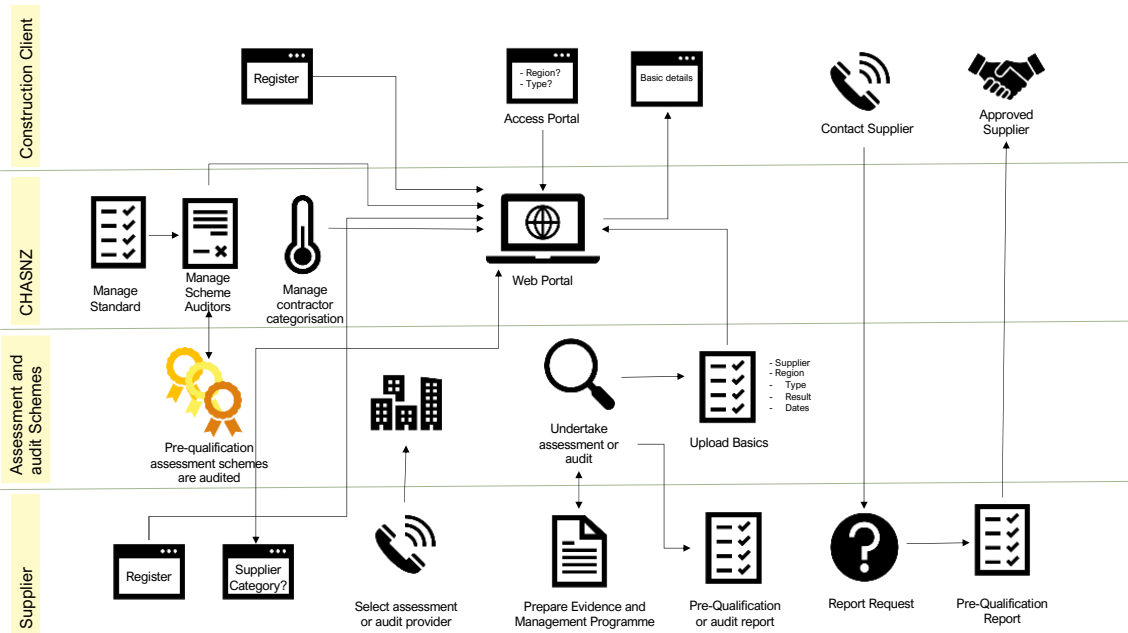 Construction Client
Register
- Region?
- Type?
Access Portal
Basic details
Contact Supplier
Approved
Supplier
CHASNZ
Manage
Standard
Manage
Scheme
Auditors
Manage
contractor
categorisation
Web Portal
Assessment and
audit Schemes
Pre-qualification
assessment schemes
are audited
Undertake
assessment or
audit
Upload Basics
- Supplier
- Region
- Type
- Result
- Dates
Supplier
Register
Supplier
Category?
Select assessment
or audit provider
Prepare Evidence and
Management Programme
Pre-Qualification
or audit report
?
Report Request
Pre-Qualification
Report